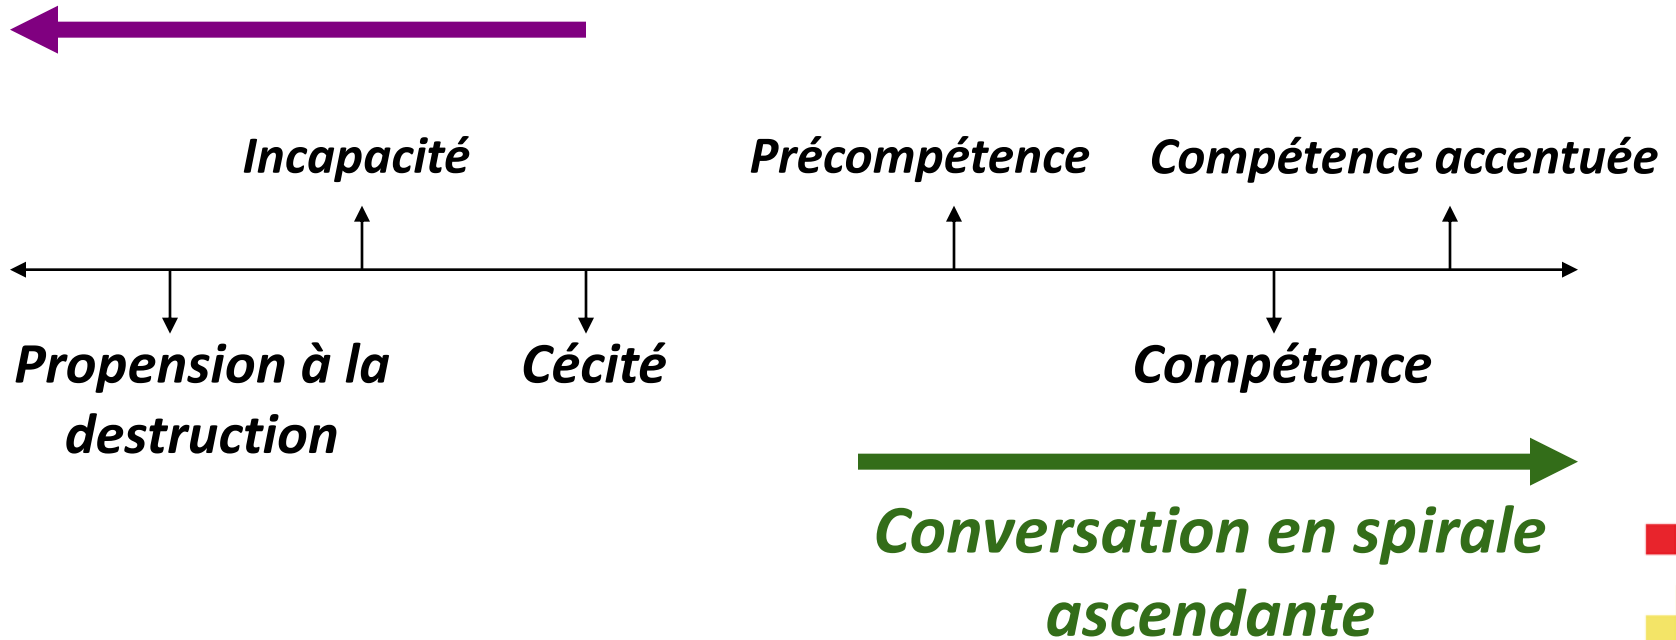 Incapacité
Précompétence
Compétence accentuée
Propension à la
destruction
Cécité
Compétence
Conversation en spirale
ascendante